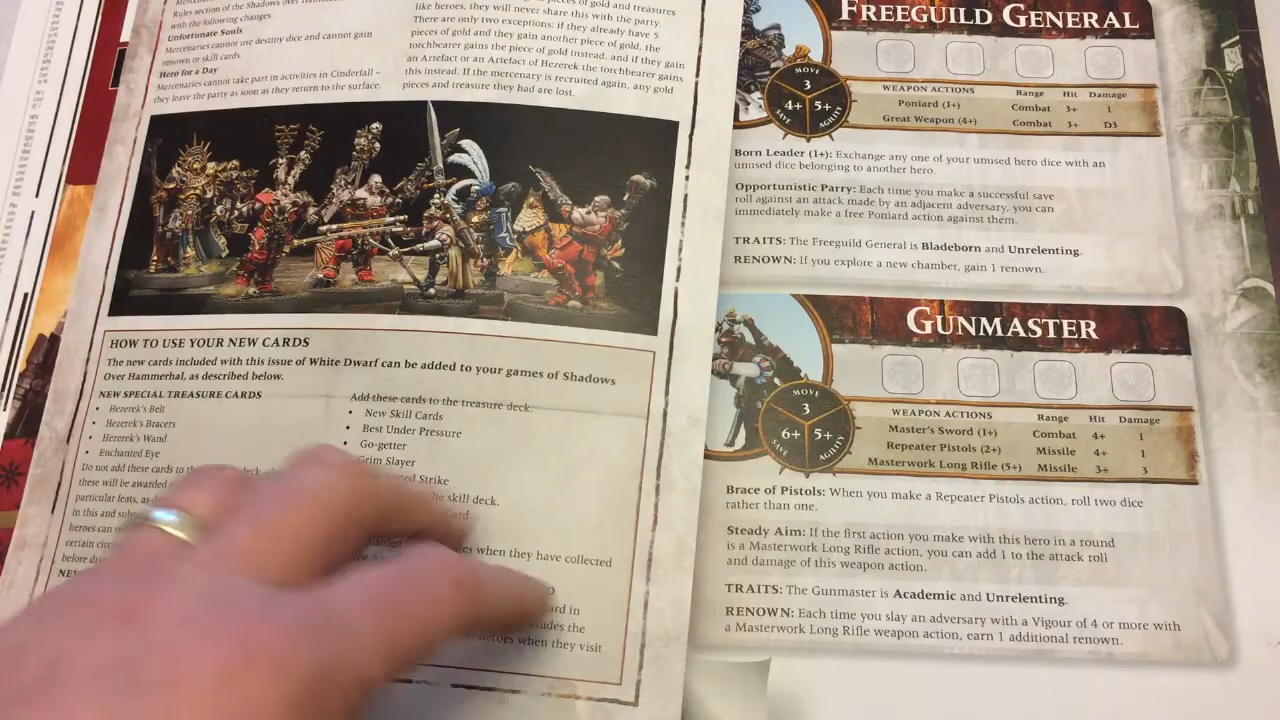 Rules section of the Shadows over
with the following changes.
Unfortunate Souls
Mercenaries cannot use destiny dice and cannot gain
renown or skill cards.
Hero for a Day
Mercenaries cannot take part in activities in Cinderfall –
they leave the party as soon as they return to the surface.
pieces of gold and treasures
like heroes, they will never share this with the party.
There are only two exceptions: if they already have 5
pieces of gold and they gain another piece of gold, the
torchbearer gains the piece of gold instead, and if they gain
an Artefact or an Artefact of Hezerek the torchbearer gains
this instead. If the mercenary is recruited again, any gold
pieces and treasure they had are lost.
HOW TO USE YOUR NEW CARDS
The new cards included with this issue of White Dwarf can be added to your games of Shadows
Over Hammerhal, as described below.
NEW SPECIAL TREASURE CARDS
• Hezerek's Belt
• Hezerek's Bracers
• Hezerek's Wand
• Enchanted Eye
Do not add these cards to
these will be awarded
particular feats, as
in this and
heroes can
certain
before
Add these cards to the treasure deck.
• New Skill Cards
• Best Under Pressure
• Go-getter
Grim Slayer
Strike
the skill deck.
when they have collected
in
the
heroes when they visit
FREEGUILD GENERAL
MOVE
3
4+ 5+
SAVE AGILITY
WEAPON ACTIONS Range Hit Damage
Poniard (1+) Combat 3+ 1
Great Weapon (4+) Combat 3+ D3
Born Leader (1+): Exchange any one of your unused hero dice with an
unused dice belonging to another hero.
Opportunistic Parry: Each time you make a successful save
roll against an attack made by an adjacent adversary, you can
immediately make a free Poniard action against them.
TRAITS: The Freeguild General is Bladeborn and Unrelenting.
RENOWN: If you explore a new chamber, gain 1 renown.
GUNMASTER
MOVE
3
6+ 5+
SAVE AGILITY
WEAPON ACTIONS Range Hit Damage
Master's Sword (1+) Combat 4+ 1
Repeater Pistols (2+) Missile 4+ 1
Masterwork Long Rifle (5+) Missile 3+ 3
Brace of Pistols: When you make a Repeater Pistols action, roll two dice
rather than one.
Steady Aim: If the first action you make with this hero in a round
is a Masterwork Long Rifle action, you can add 1 to the attack roll
and damage of this weapon action.
TRAITS: The Gunmaster is Academic and Unrelenting.
RENOWN: Each time you slay an adversary with a Vigour of 4 or more with
a Masterwork Long Rifle weapon action, earn 1 additional renown.